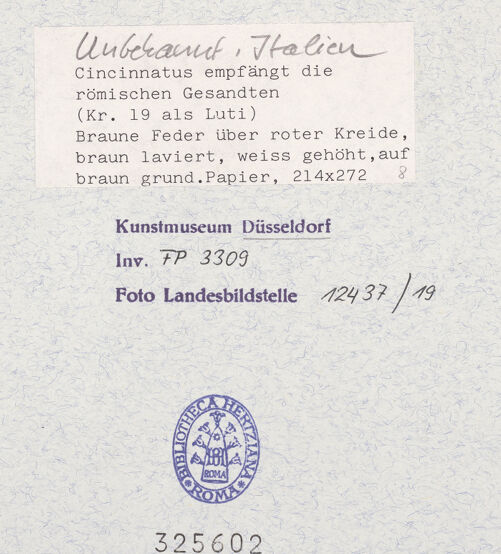 Unbekannt, Italien
Cincinnatus empfängt die
römischen Gesandten
(Kr. 19 als Luti)
Braune Feder über roter Kreide,
braun laviert, weiss gehöht,auf
braun grund.Papier, 214x272 8
Kunstmuseum Düsseldorf
Inv. FP 3309
Foto Landesbildstelle 12437/19
BIBLIOTHECA HERTZIANA
ROMA
ROMA
325602